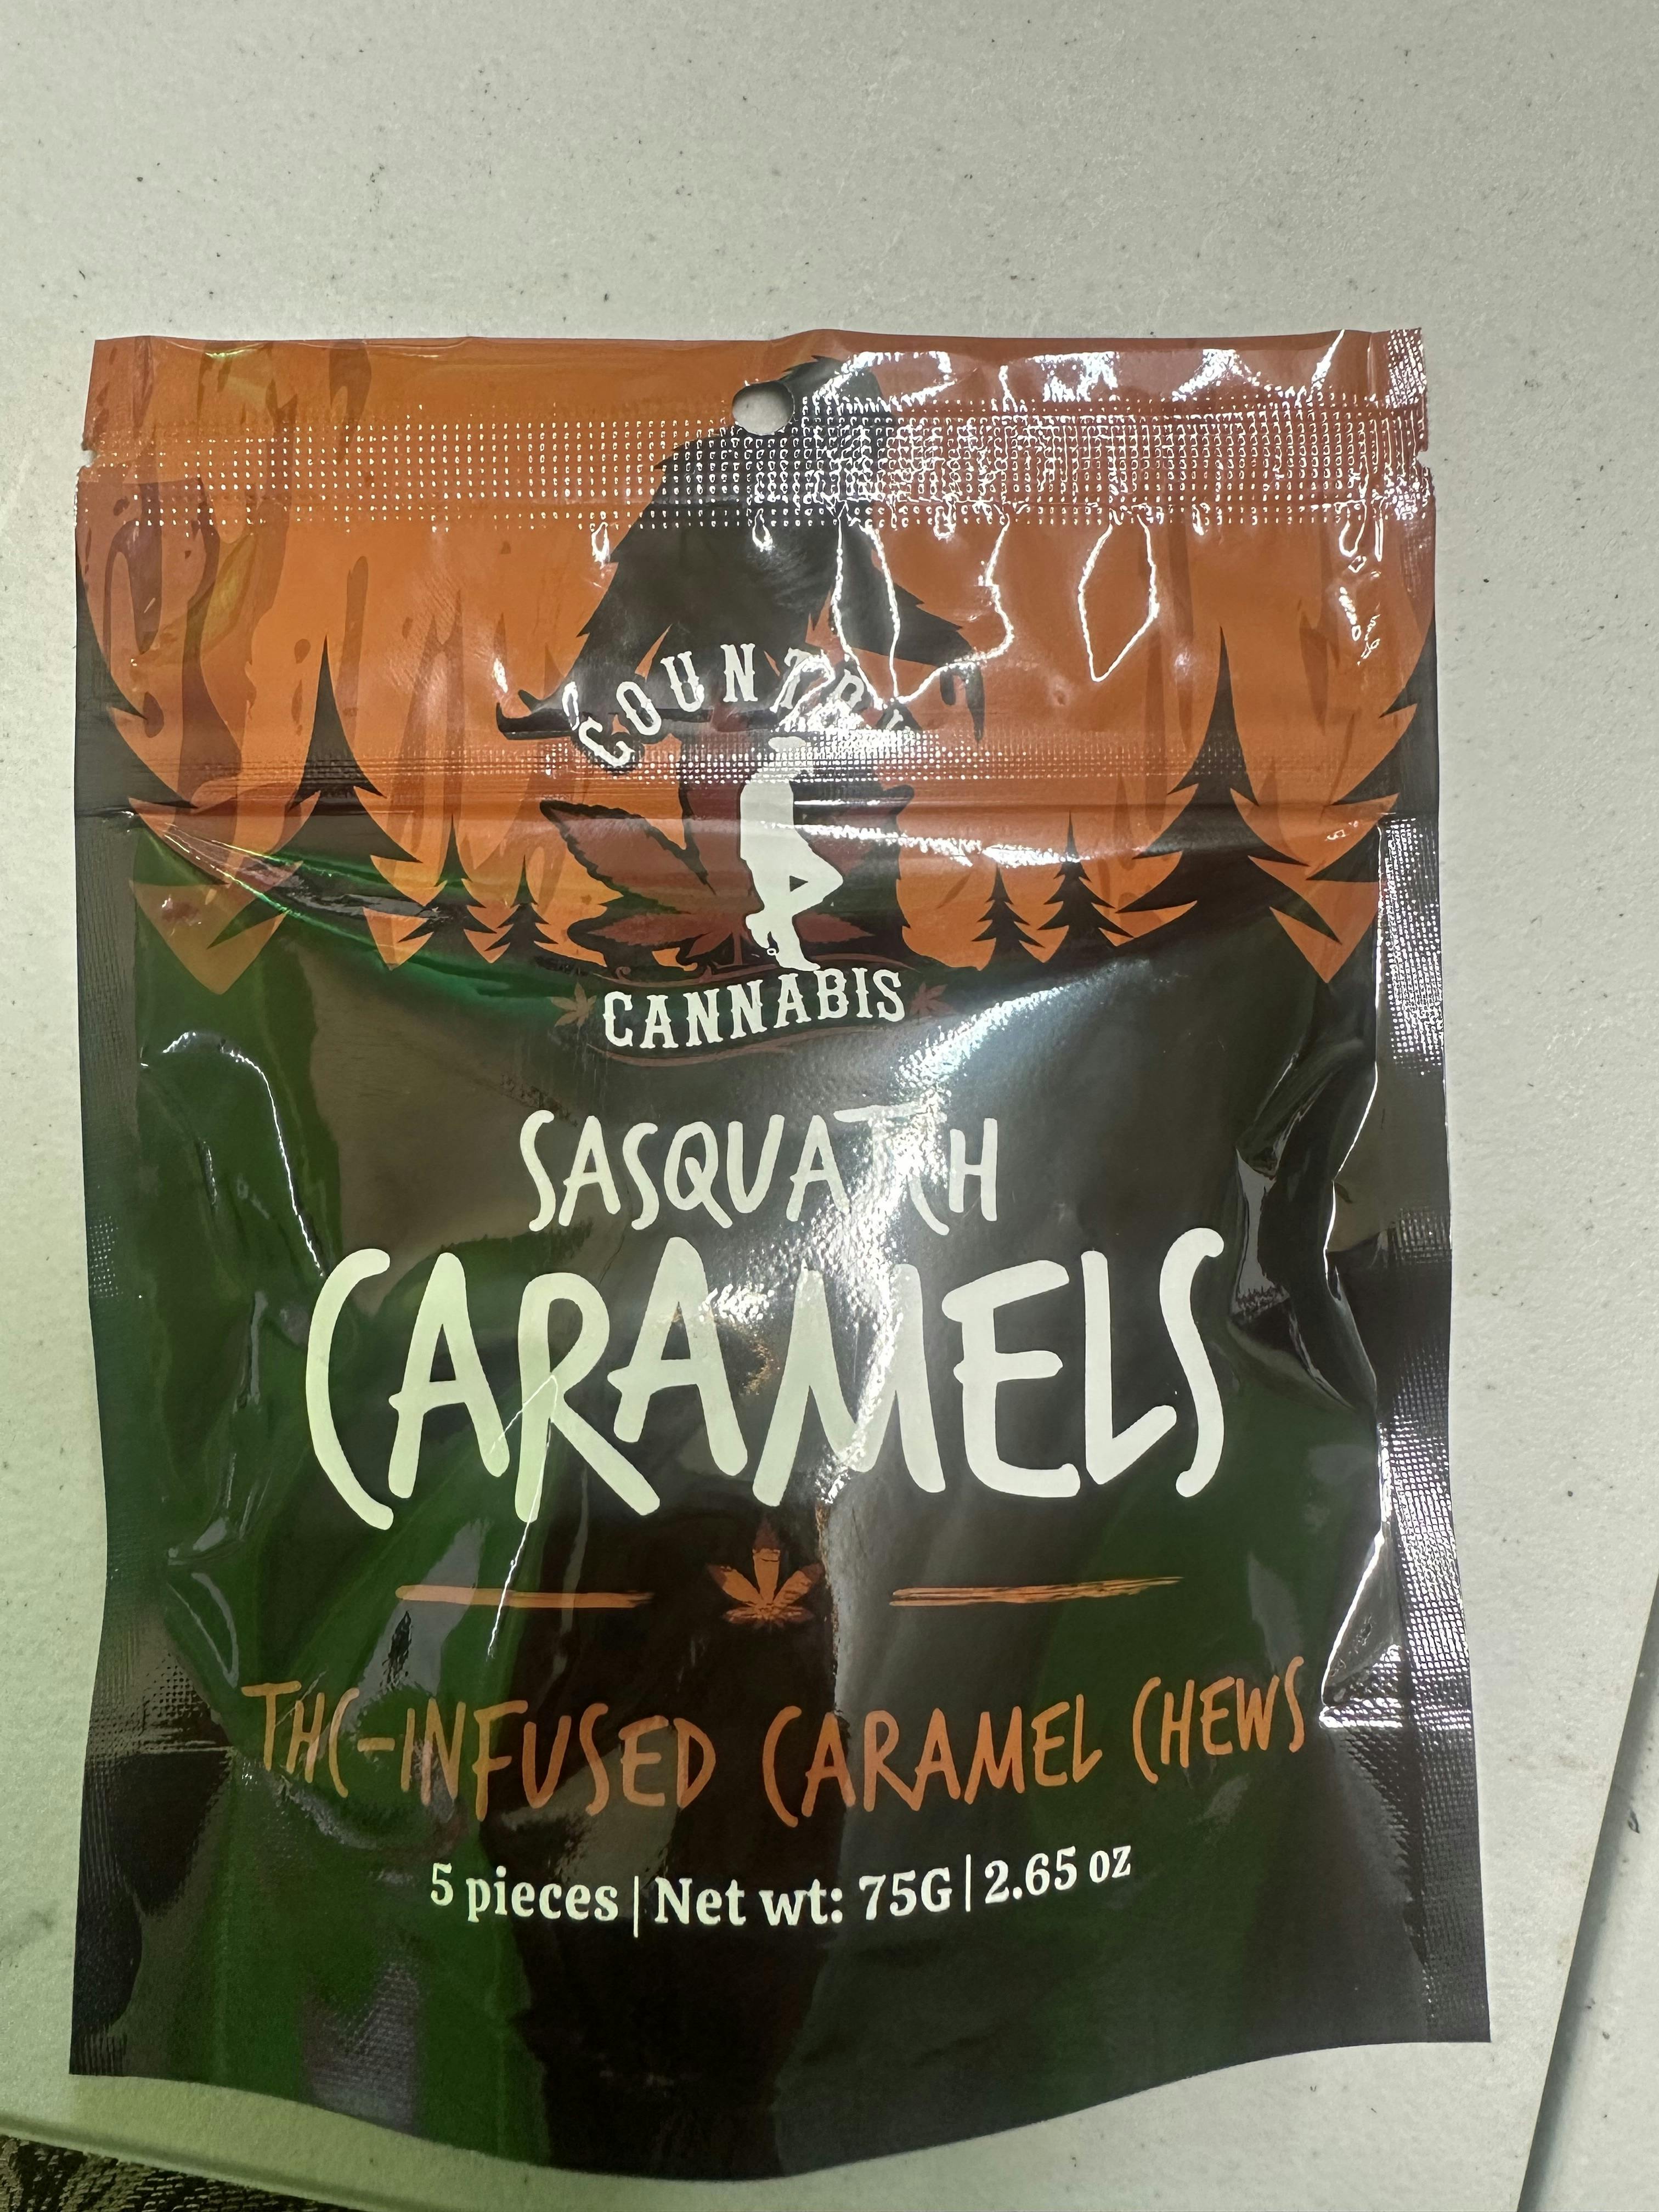 COUNTRY
CANNABIS
SASQUATCH
CARAMELS
THC-INFUSED CARAMEL CHEWS
5 pieces | Net wt: 75G | 2.65 oz